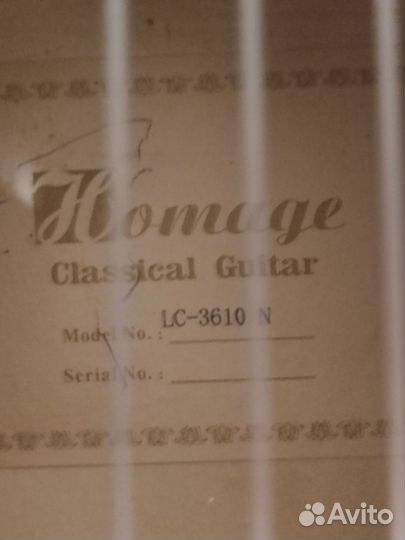 Homage
Classical Guitar
Model No. : LC-3610 N
Serial No. :
Avito